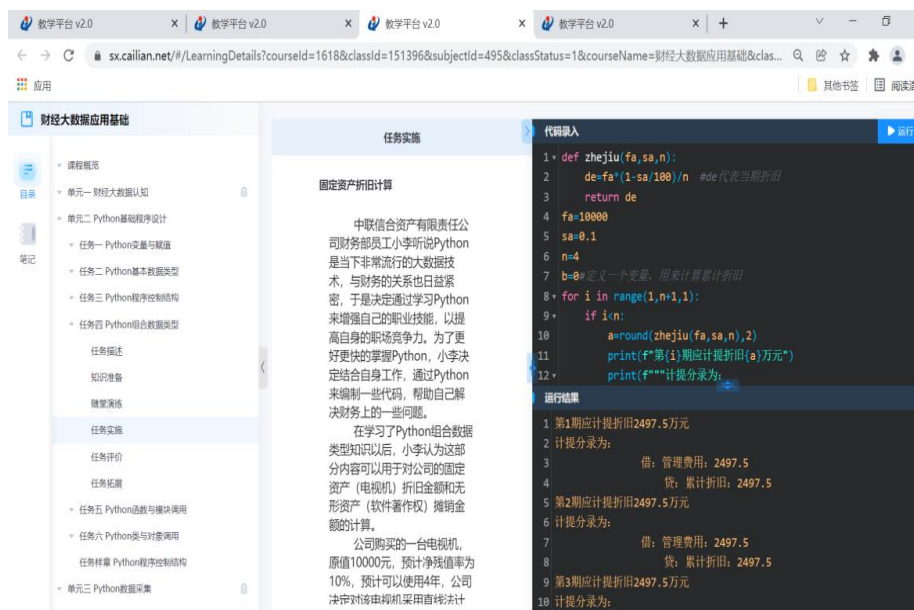 教学平台 v2.0
教学平台 v2.0
教学平台 v2.0
教学平台 v2.0
sx.cailian.net/#/LearningDetails?courseId=1618&classId=151396&subjectId=495&classStatus=1&courseName=财经大数据应用基础&clas...
应用
其他书签
阅读清
财经大数据应用基础
目录
笔记
课程概览
单元一 财经大数据认知
单元二 Python基础程序设计
任务一 Python变量与赋值
任务二 Python基本数据类型
任务三 Python程序控制结构
任务四 Python组合数据类型
任务描述
知识准备
随堂演练
任务实施
任务评价
任务拓展
任务五 Python函数与模块调用
任务六 Python类与对象调用
任务样章 Python程序控制结构
单元三 Python数据采集
任务实施
固定资产折旧计算
中联信合资产有限责任公
司财务部员工小李听说Python
是当下非常流行的大数据技
术，与财务的关系也日益紧
密，于是决定通过学习Python
来增强自己的职业技能，以提
高自身的职场竞争力。为了更
好更快的掌握Python，小李决
定结合自身工作，通过Python
来编制一些代码，帮助自己解
决财务上的一些问题。
在学习了Python组合数据
类型知识以后，小李认为这部
分内容可以用于对公司的固定
资产（电视机）折旧金额和无
形资产（软件著作权）摊销金
额的计算。
公司购买的一台电视机，
原值10000元，预计净残值率为
10%，预计可以使用4年，公司
决定对该电视机采用直线法计
代码录入
运行
1 def zhejiu(fa,sa,n):
2 de=fa*(1-sa/100)/n #de代表当期折旧
3 return de
4 fa=10000
5 sa=0.1
6 n=4
7 b=0#定义一个变量，用来计算累计折旧
8 for i in range(1,n+1,1):
9 if i<n:
10 a=round(zhejiu(fa,sa,n),2)
11 print(f"第{i}期应计提折旧{a}万元")
12 print(f"""计提分录为:
运行结果
1 第1期应计提折旧2497.5万元
2 计提分录为:
3 借: 管理费用: 2497.5
4 贷: 累计折旧: 2497.5
5 第2期应计提折旧2497.5万元
6 计提分录为:
7 借: 管理费用: 2497.5
8 贷: 累计折旧: 2497.5
9 第3期应计提折旧2497.5万元
10 计提分录为: